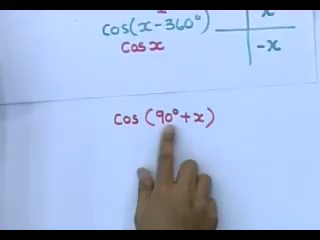 cos(x-360°)
cos x
x
-x
cos (90°+x)